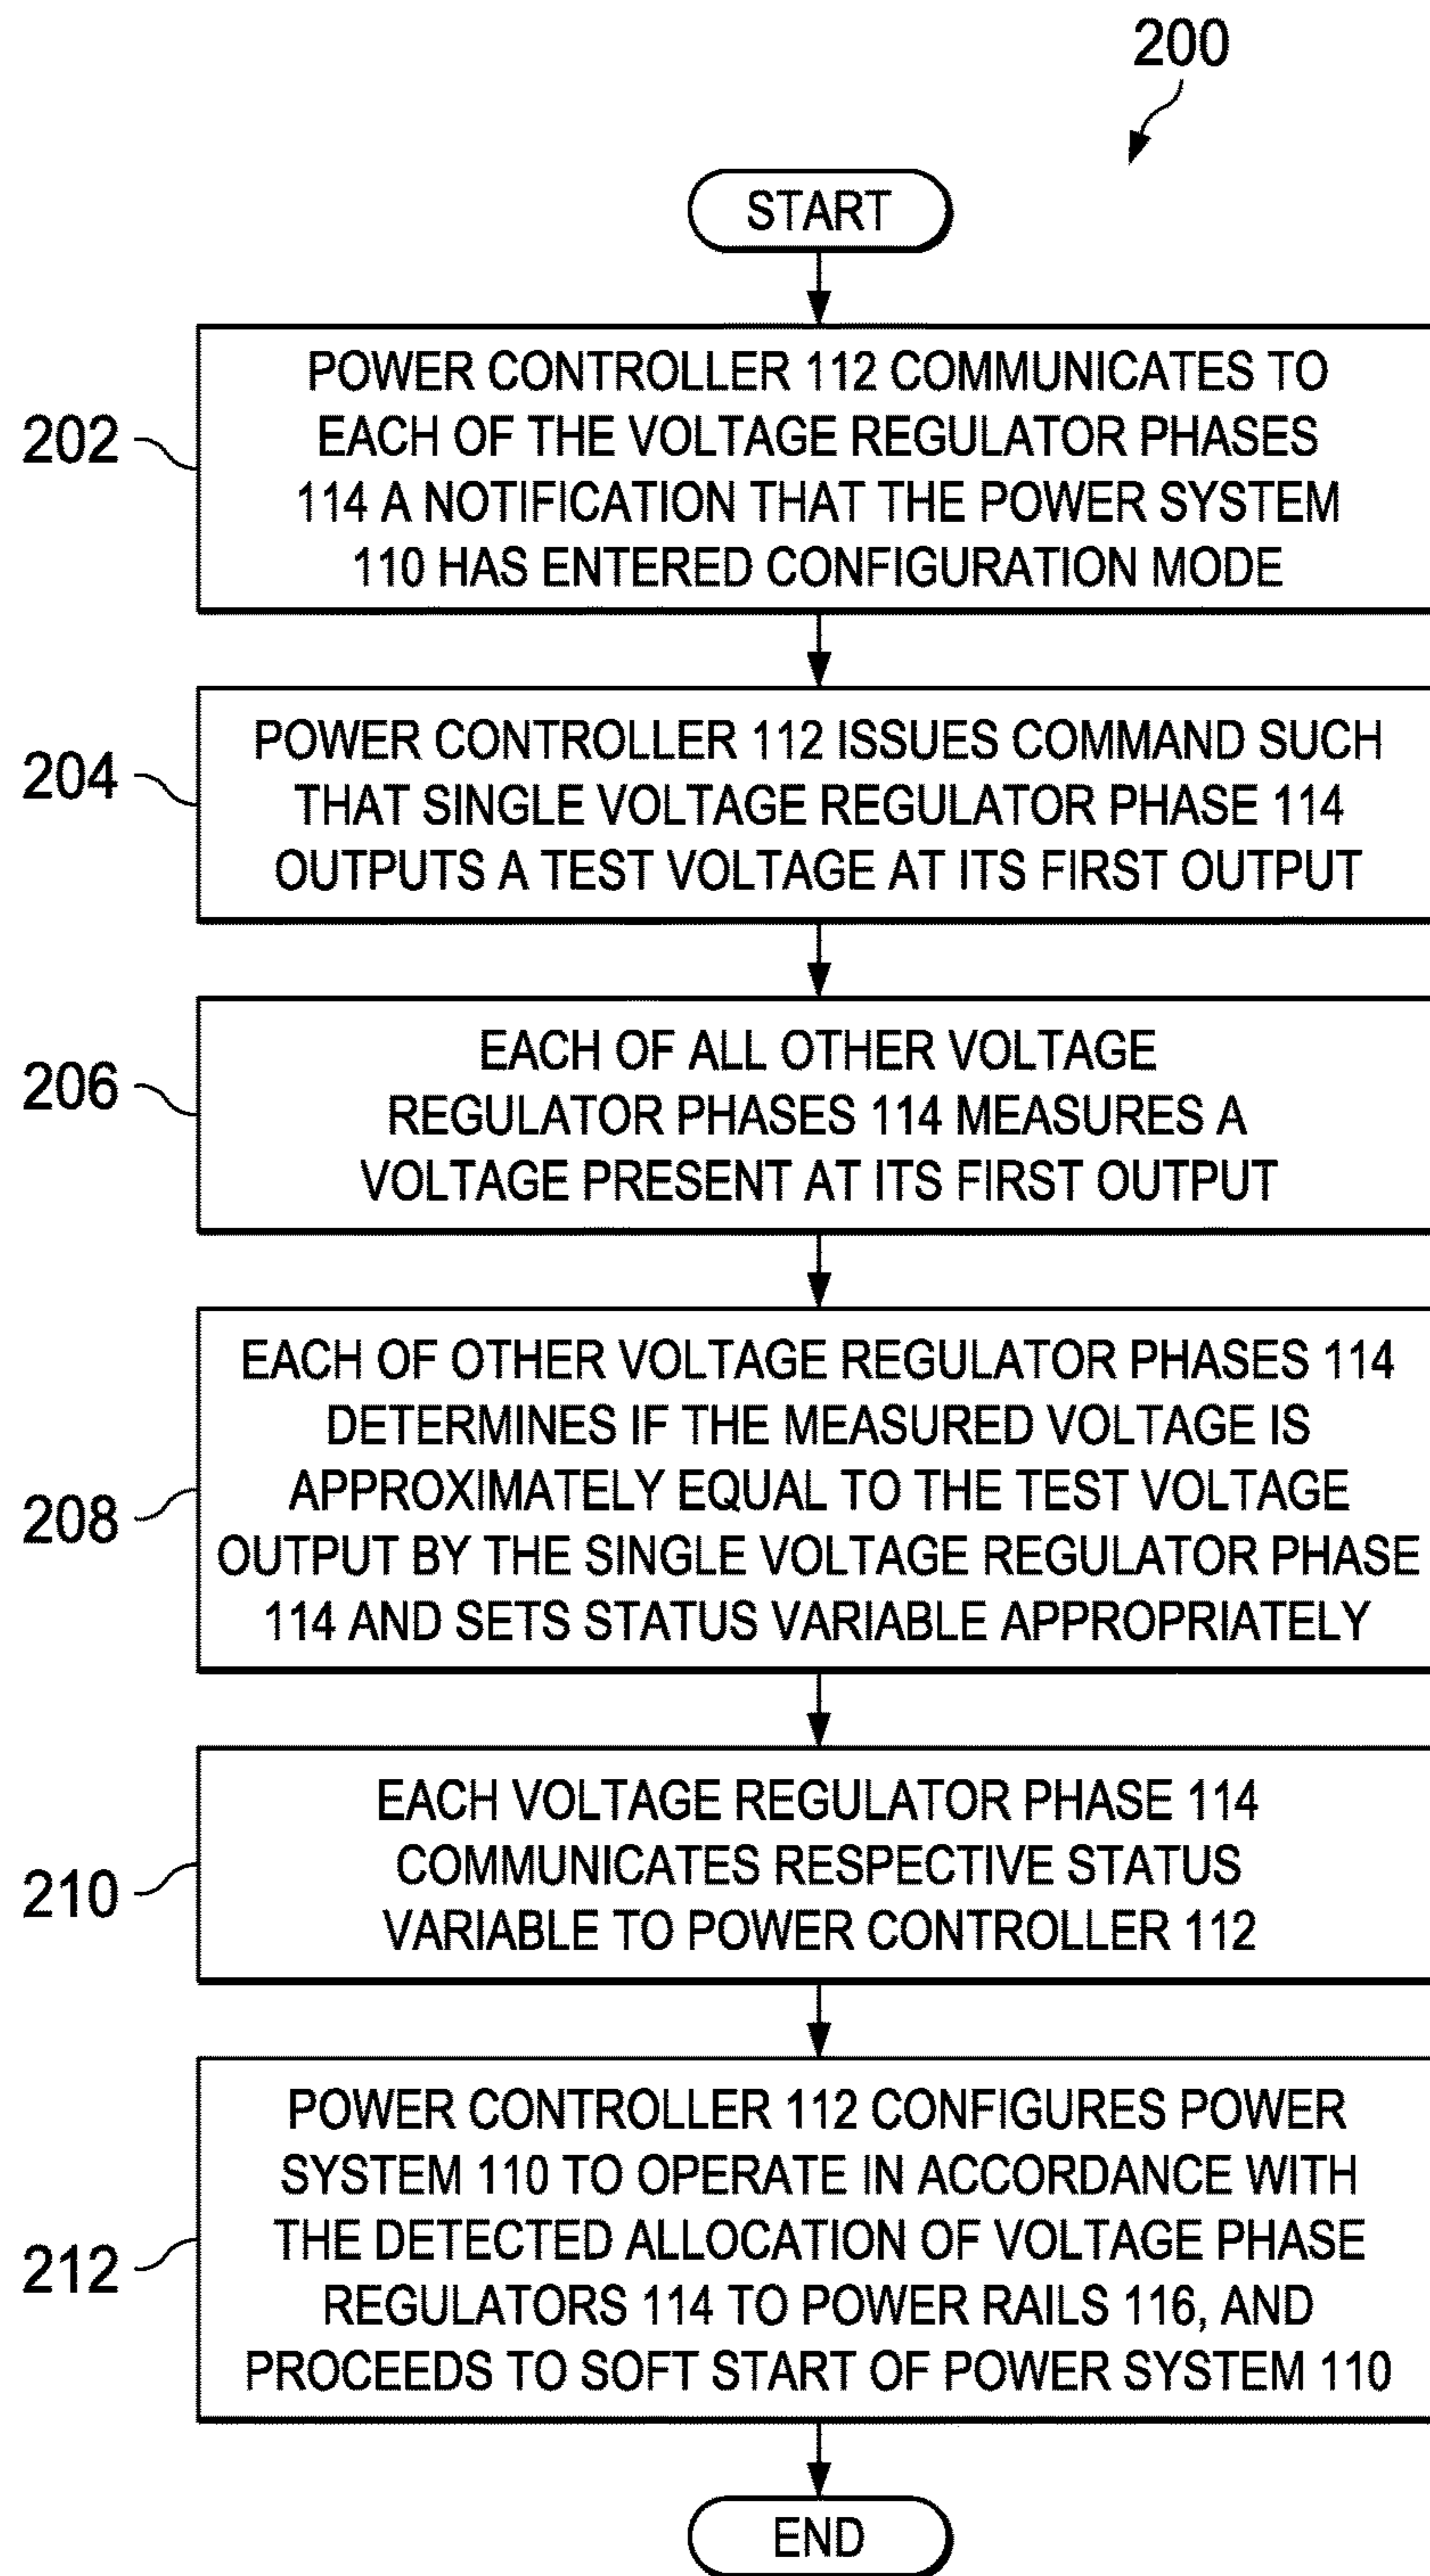 200
START
202
POWER CONTROLLER 112 COMMUNICATES TO
EACH OF THE VOLTAGE REGULATOR PHASES
114 A NOTIFICATION THAT THE POWER SYSTEM
110 HAS ENTERED CONFIGURATION MODE
204
POWER CONTROLLER 112 ISSUES COMMAND SUCH
THAT SINGLE VOLTAGE REGULATOR PHASE 114
OUTPUTS A TEST VOLTAGE AT ITS FIRST OUTPUT
206
EACH OF ALL OTHER VOLTAGE
REGULATOR PHASES 114 MEASURES A
VOLTAGE PRESENT AT ITS FIRST OUTPUT
208
EACH OF OTHER VOLTAGE REGULATOR PHASES 114
DETERMINES IF THE MEASURED VOLTAGE IS
APPROXIMATELY EQUAL TO THE TEST VOLTAGE
OUTPUT BY THE SINGLE VOLTAGE REGULATOR PHASE
114 AND SETS STATUS VARIABLE APPROPRIATELY
210
EACH VOLTAGE REGULATOR PHASE 114
COMMUNICATES RESPECTIVE STATUS
VARIABLE TO POWER CONTROLLER 112
212
POWER CONTROLLER 112 CONFIGURES POWER
SYSTEM 110 TO OPERATE IN ACCORDANCE WITH
THE DETECTED ALLOCATION OF VOLTAGE PHASE
REGULATORS 114 TO POWER RAILS 116, AND
PROCEEDS TO SOFT START OF POWER SYSTEM 110
END